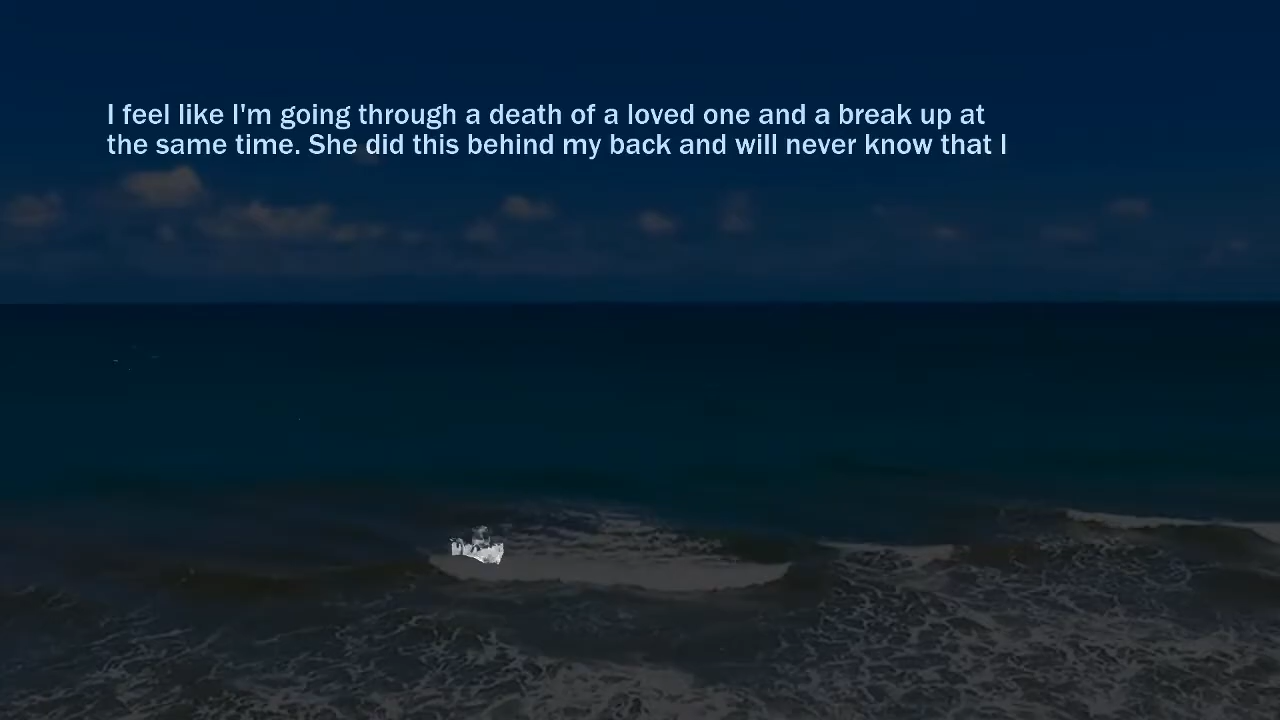 I feel like I'm going through a death of a loved one and a break up at
the same time. She did this behind my back and will never know that I